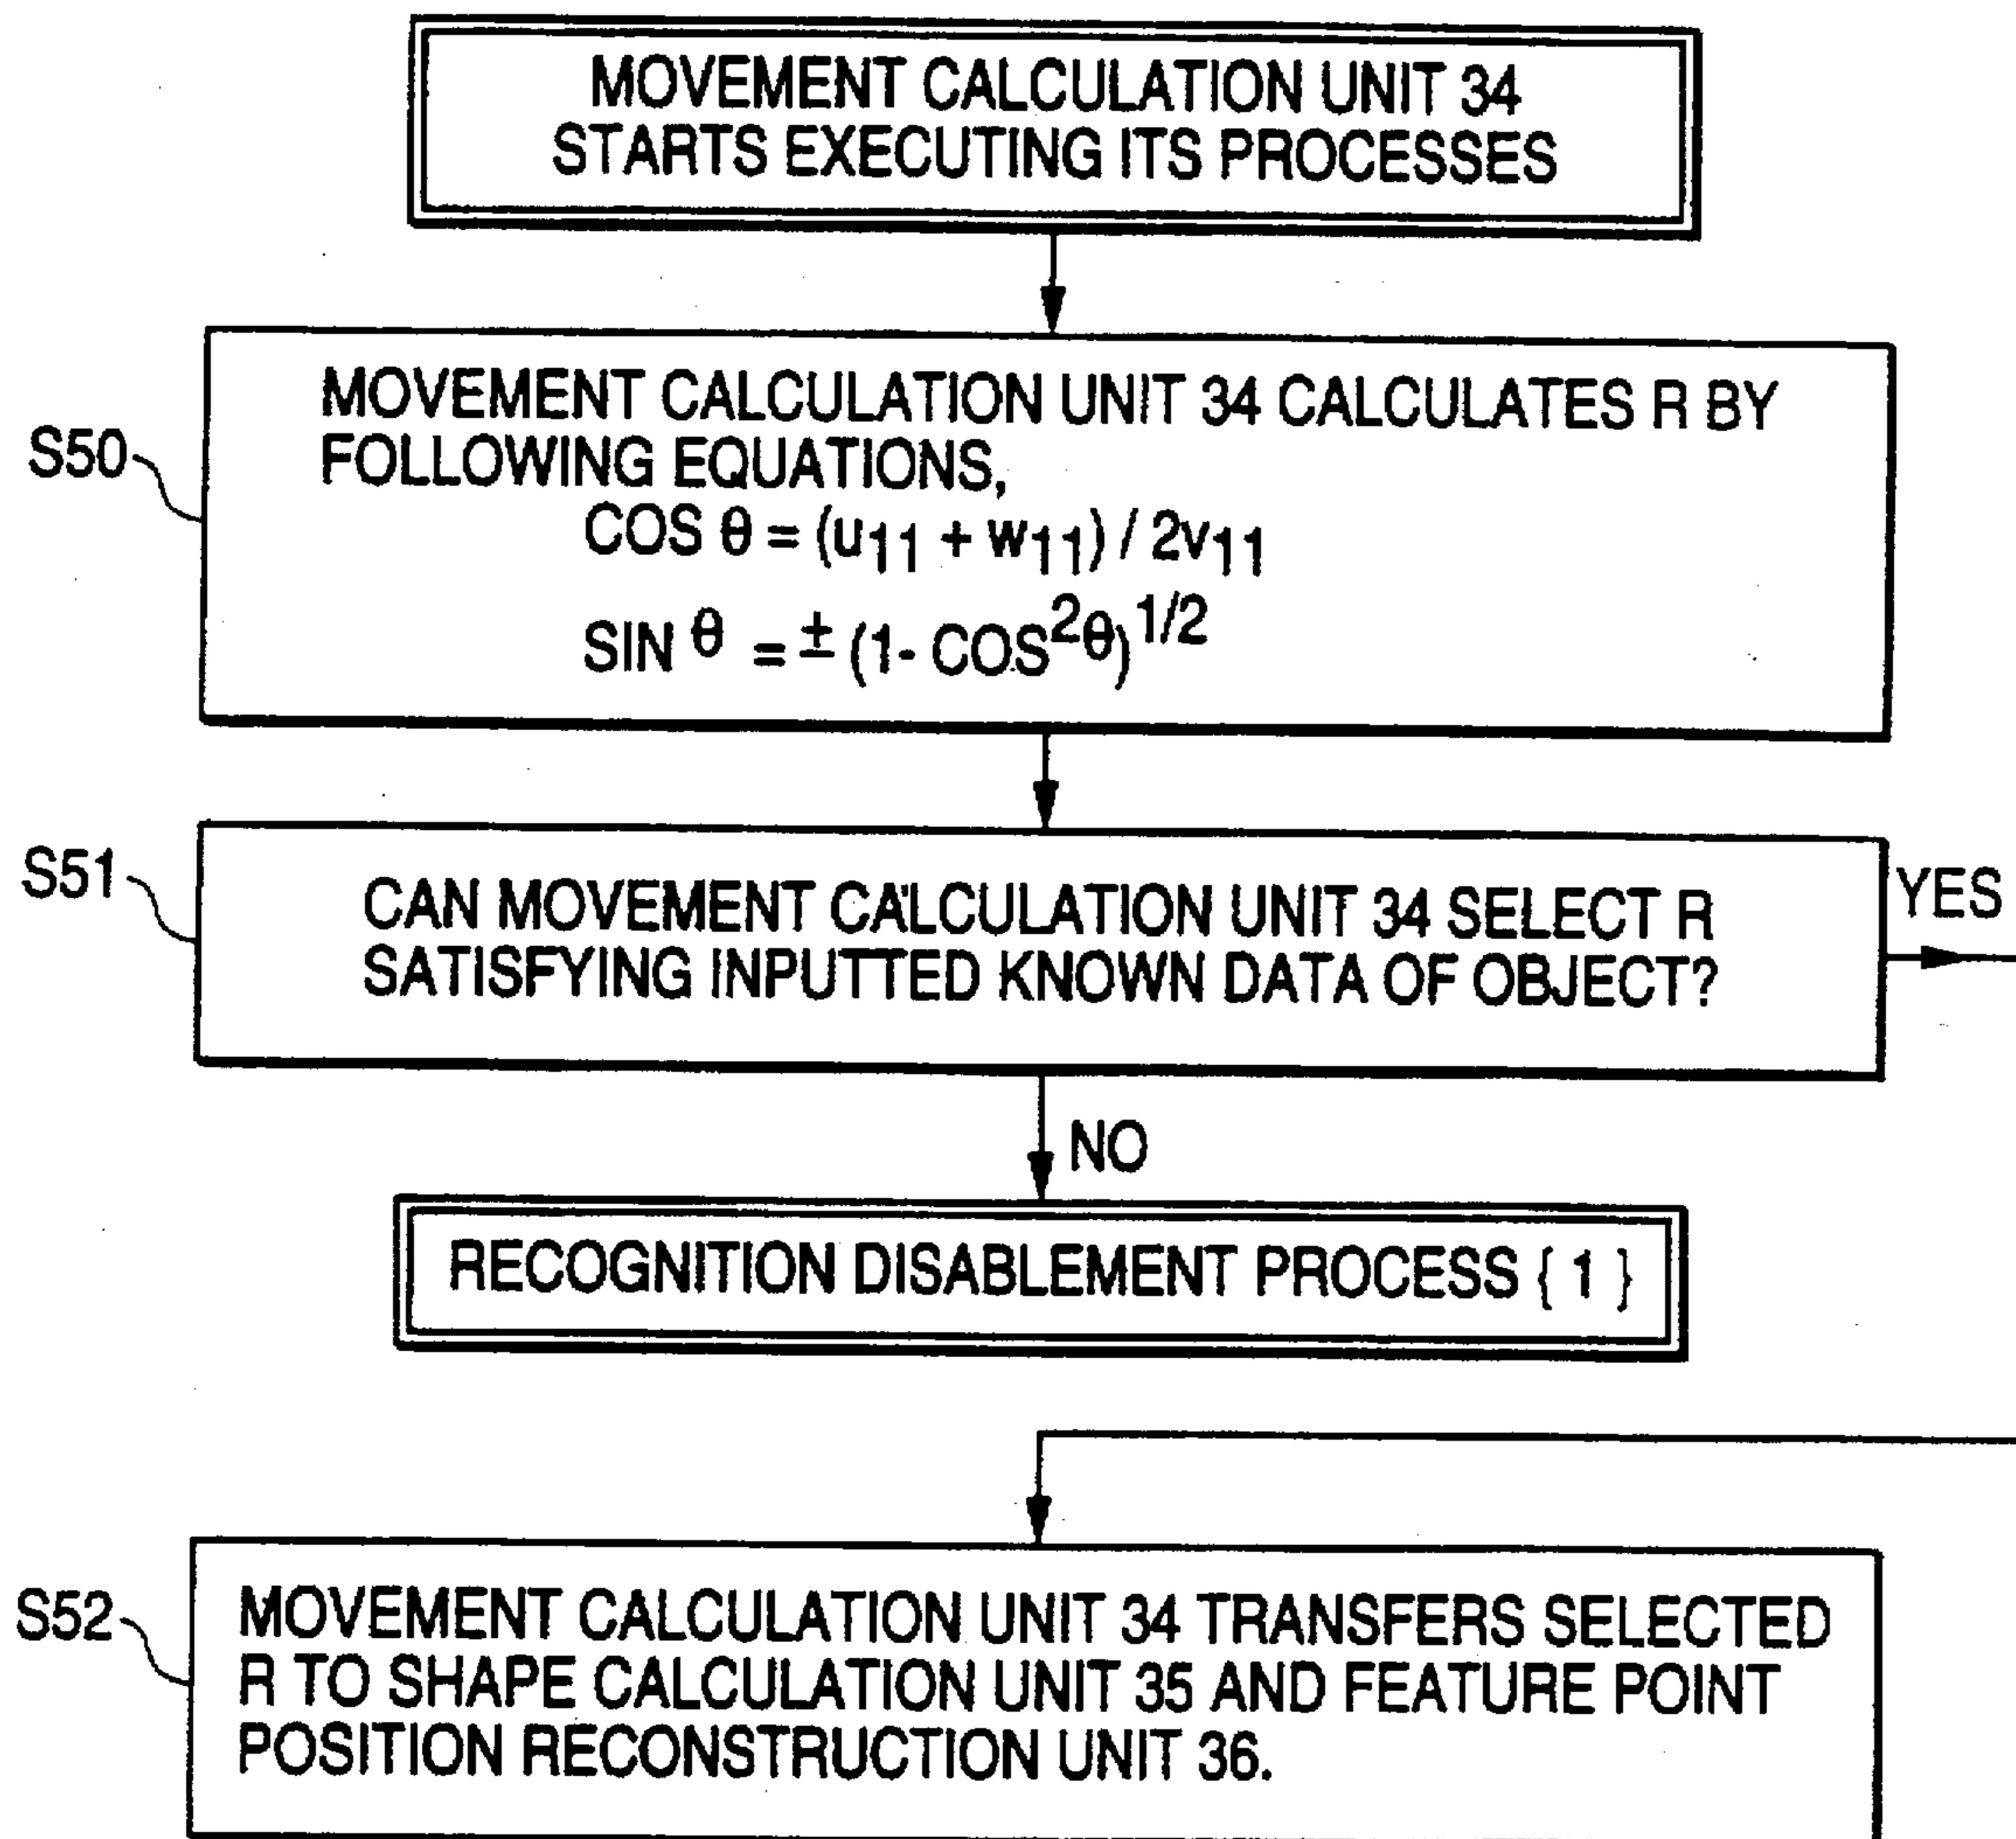 MOVEMENT CALCULATION UNIT 34
STARTS EXECUTING ITS PROCESSES
S50
MOVEMENT CALCULATION UNIT 34 CALCULATES R BY
FOLLOWING EQUATIONS,
COS θ = (u₁₁ + w₁₁) / 2v₁₁
SIN θ = ± (1- COS²θ)^1/2
S51
CAN MOVEMENT CALCULATION UNIT 34 SELECT R
SATISFYING INPUTTED KNOWN DATA OF OBJECT?
YES
NO
RECOGNITION DISABLEMENT PROCESS { 1 }
S52
MOVEMENT CALCULATION UNIT 34 TRANSFERS SELECTED
R TO SHAPE CALCULATION UNIT 35 AND FEATURE POINT
POSITION RECONSTRUCTION UNIT 36.